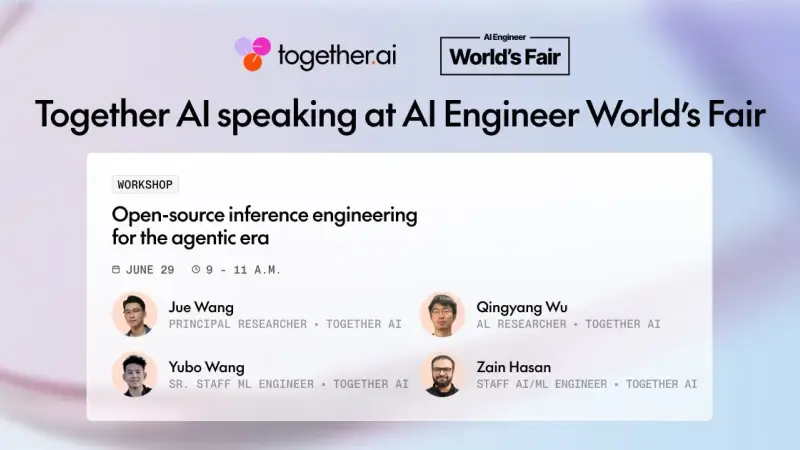 together.ai
AI Engineer
World's Fair
Together AI speaking at AI Engineer World's Fair
WORKSHOP
Open-source inference engineering
for the agentic era
JUNE 29 9 - 11 A.M.
Jue Wang
PRINCIPAL RESEARCHER • TOGETHER AI
Qingyang Wu
AL RESEARCHER • TOGETHER AI
Yubo Wang
SR. STAFF ML ENGINEER • TOGETHER AI
Zain Hasan
STAFF AI/ML ENGINEER • TOGETHER AI